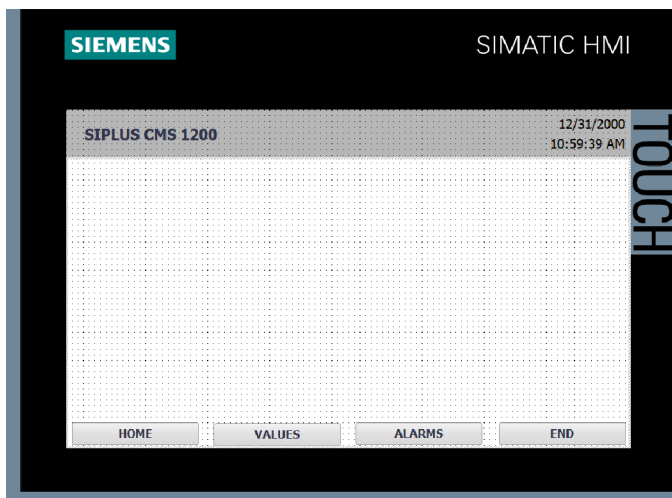 SIEMENS
SIMATIC HMI
SIPLUS CMS 1200
12/31/2000
10:59:39 AM
TOUCH
HOME
VALUES
ALARMS
END